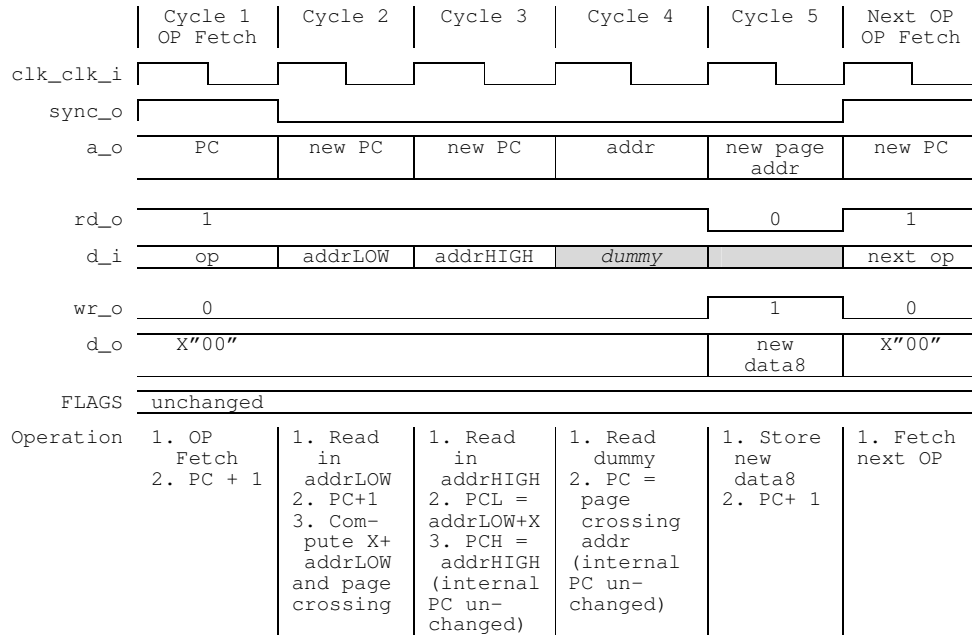 Cycle 1 Cycle 2 Cycle 3 Cycle 4 Cycle 5 Next OP
OP Fetch OP Fetch
clk_clk_i
sync_o
a_o PC new PC new PC addr new page new PC
addr
rd_o 1 0 1
d_i op addrLOW addrHIGH dummy next op
wr_o 0 1 0
d_o X"00" new X"00"
data8
FLAGS unchanged
Operation 1. OP 1. Read 1. Read 1. Read 1. Store 1. Fetch
Fetch in in dummy new next OP
2. PC + 1 addrLOW addrHIGH 2. PC = data8
2. PC+1 2. PCL = page 2. PC+ 1
3. Com- addrLOW+X crossing
pute X+ 3. PCH = addr
addrLOW addrHIGH (internal
and page (internal PC un-
crossing PC un- changed)
changed)